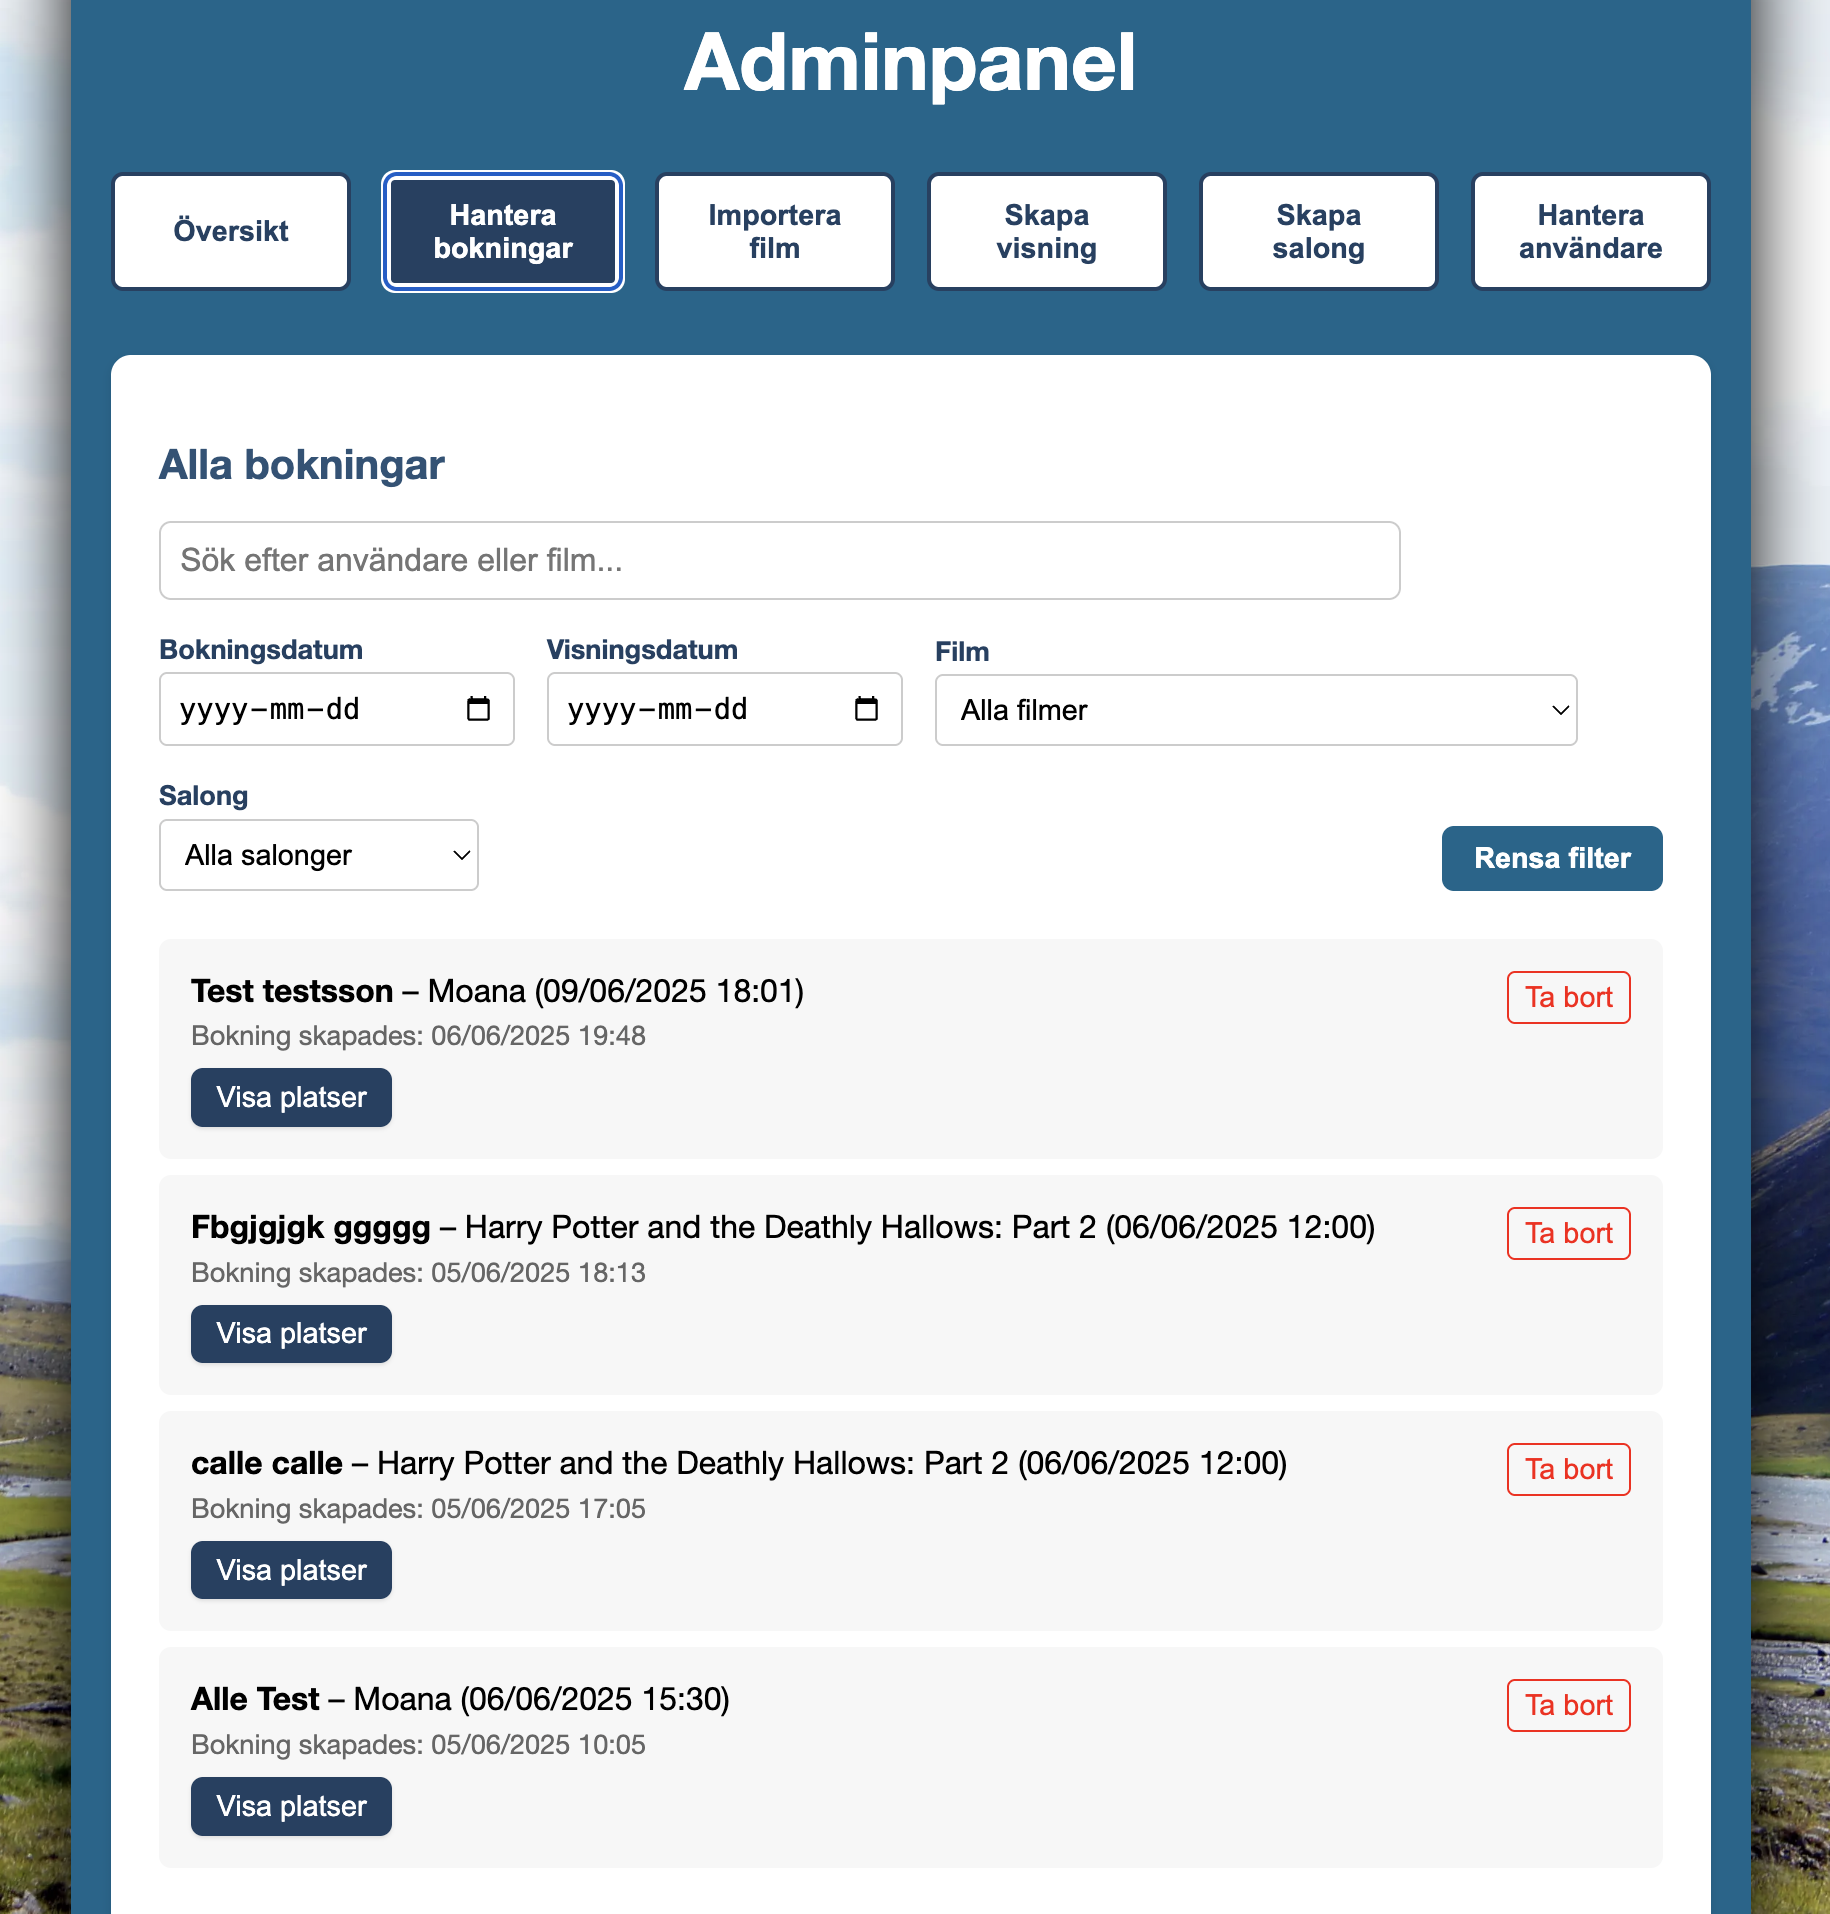 Adminpanel
Översikt
Hantera
bokningar
Importera
film
Skapa
visning
Skapa
salong
Hantera
användare
Alla bokningar
Sök efter användare eller film...
Bokningsdatum
Visningsdatum
Film
yyyy-mm-dd
yyyy-mm-dd
Alla filmer
Salong
Alla salonger
Rensa filter
Test testsson – Moana (09/06/2025 18:01)
Ta bort
Bokning skapades: 06/06/2025 19:48
Visa platser
Fbgjgjgk ggggg – Harry Potter and the Deathly Hallows: Part 2 (06/06/2025 12:00)
Ta bort
Bokning skapades: 05/06/2025 18:13
Visa platser
calle calle – Harry Potter and the Deathly Hallows: Part 2 (06/06/2025 12:00)
Ta bort
Bokning skapades: 05/06/2025 17:05
Visa platser
Alle Test – Moana (06/06/2025 15:30)
Ta bort
Bokning skapades: 05/06/2025 10:05
Visa platser